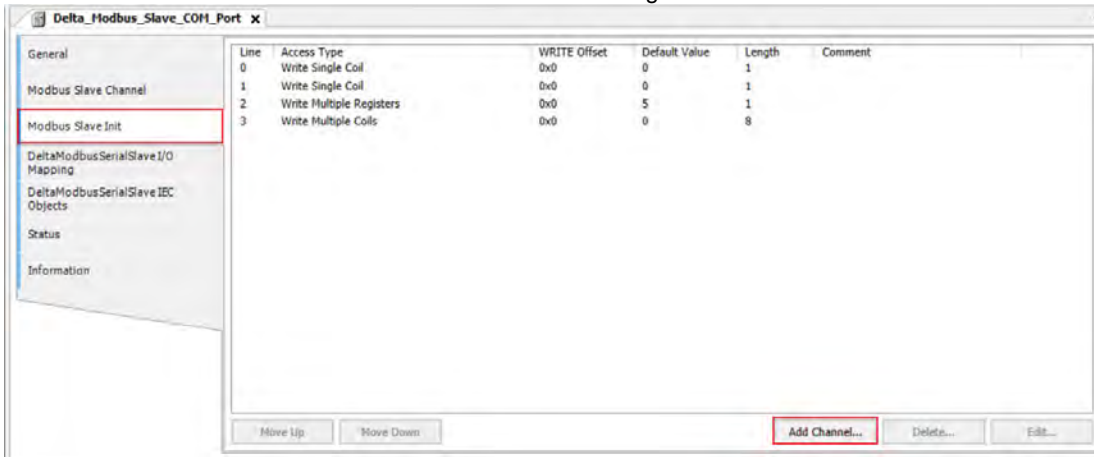 Delta_Modbus_Slave_COM_Port x
General
Modbus Slave Channel
Modbus Slave Init
DeltaModbusSerialSlave I/O
Mapping
DeltaModbusSerialSlave IEC
Objects
Status
Information
Line Access Type WRITE Offset Default Value Length Comment
0 Write Single Coil 0x0 0 1
1 Write Single Coil 0x0 0 1
2 Write Multiple Registers 0x0 5 1
3 Write Multiple Coils 0x0 0 8
Move Up Move Down Add Channel... Delete... Edit...